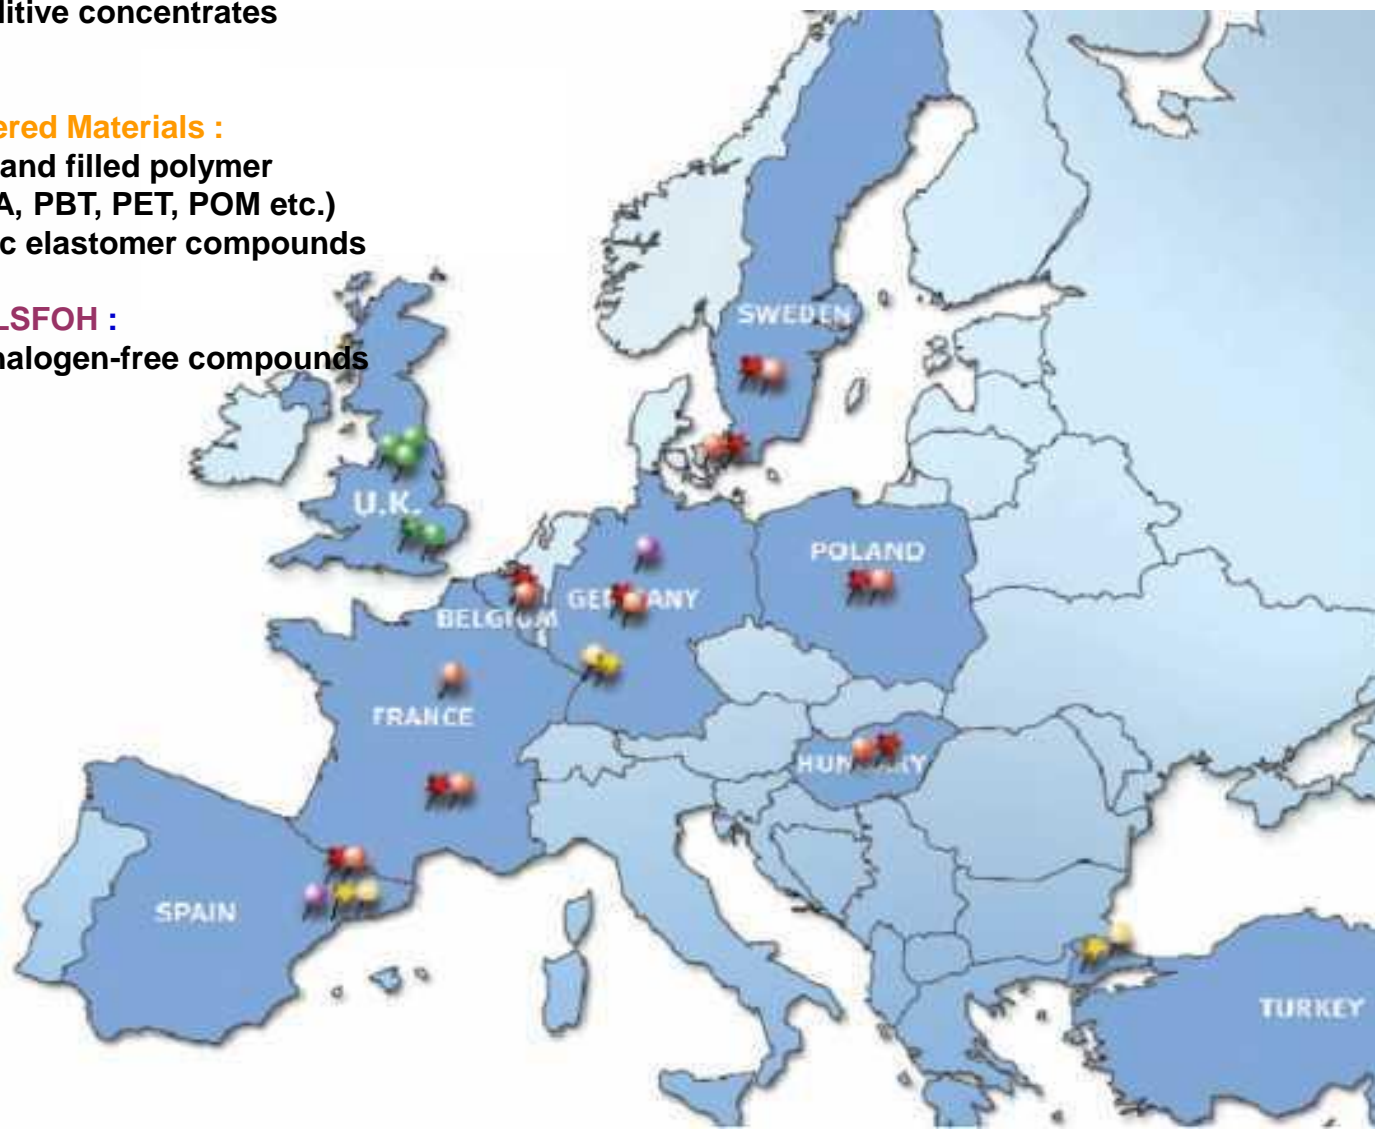 litive concentrates
ered Materials :
and filled polymer
A, PBT, PET, POM etc.)
c elastomer compounds
LSFOH :
halogen-free compounds
SWEDEN
U.K.
POLAND
GERMANY
BELGIUM
FRANCE
HUNGARY
SPAIN
TURKEY